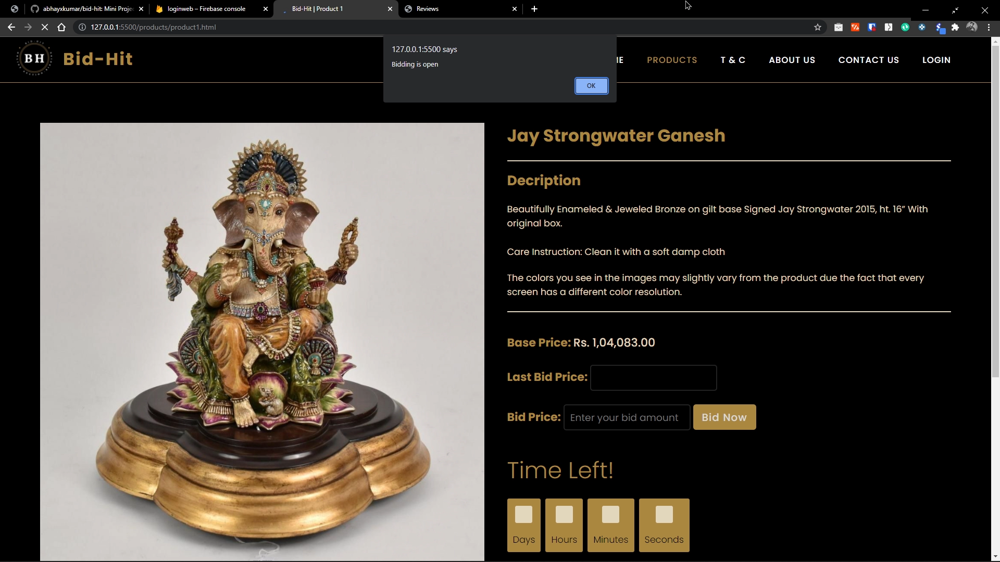 abhayxkumar/bid-hit: Mini Proje
loginweb – Firebase console
Bid-Hit | Product 1
Reviews
127.0.0.1:5500/products/product1.html
127.0.0.1:5500 says
Bidding is open
OK
BH
Bid-Hit
PRODUCTS
T & C
ABOUT US
CONTACT US
LOGIN
Jay Strongwater Ganesh
Decription
Beautifully Enameled & Jeweled Bronze on gilt base Signed Jay Strongwater 2015, ht. 16” With
original box.
Care Instruction: Clean it with a soft damp cloth
The colors you see in the images may slightly vary from the product due the fact that every
screen has a different color resolution.
Base Price: Rs. 1,04,083.00
Last Bid Price:
Bid Price: Enter your bid amount Bid Now
Time Left!
Days Hours Minutes Seconds